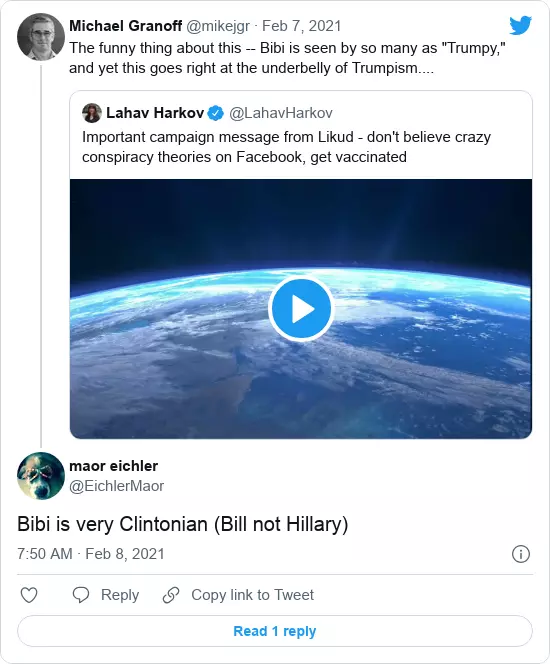 Michael Granoff @mikejgr · Feb 7, 2021
The funny thing about this -- Bibi is seen by so many as "Trumpy,"
and yet this goes right at the underbelly of Trumpism....
Lahav Harkov @LahavHarkov
Important campaign message from Likud - don't believe crazy
conspiracy theories on Facebook, get vaccinated
maor eichler
@EichlerMaor
Bibi is very Clintonian (Bill not Hillary)
7:50 AM · Feb 8, 2021
Reply
Copy link to Tweet
Read 1 reply